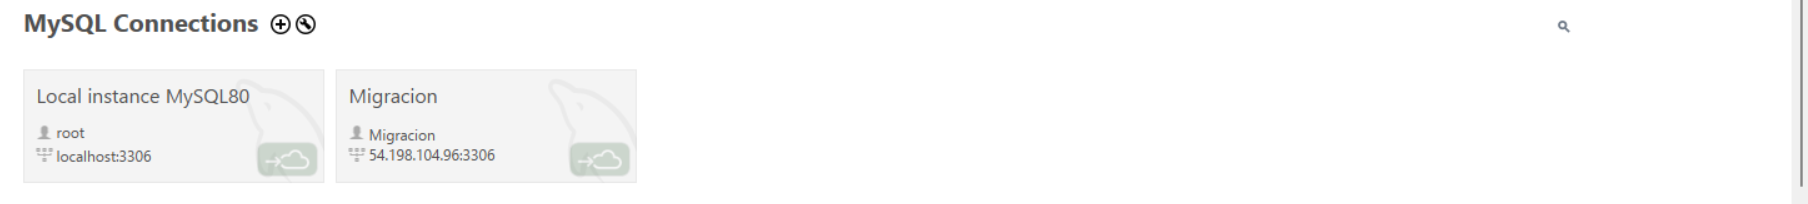 MySQL Connections
Local instance MySQL80
root
localhost:3306
Migracion
Migracion
54.198.104.96:3306